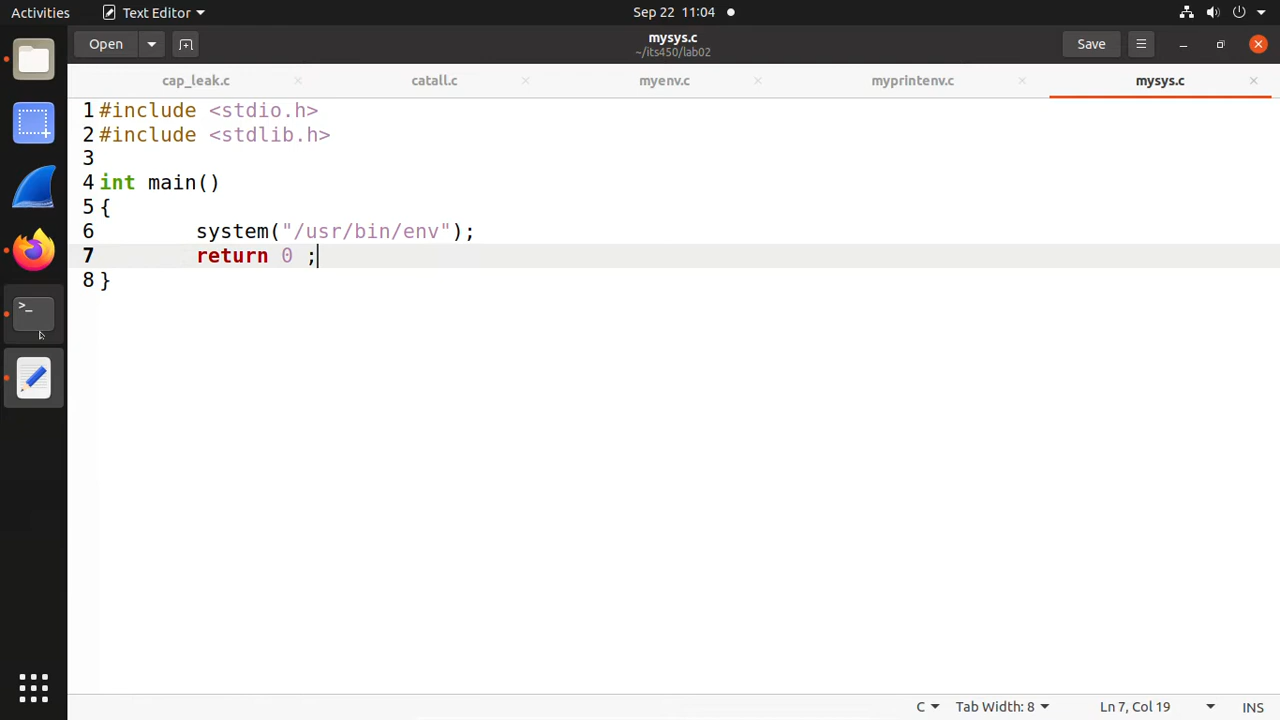 Activities Text Editor Sep 22 11:04
Open mysys.c Save
~/its450/lab02
cap_leak.c catall.c myenv.c myprintenv.c mysys.c
1 #include <stdio.h>
2 #include <stdlib.h>
3
4 int main()
5 {
6 system("/usr/bin/env");
7 return 0 ;
8 }
>_
C Tab Width: 8 Ln 7, Col 19 INS